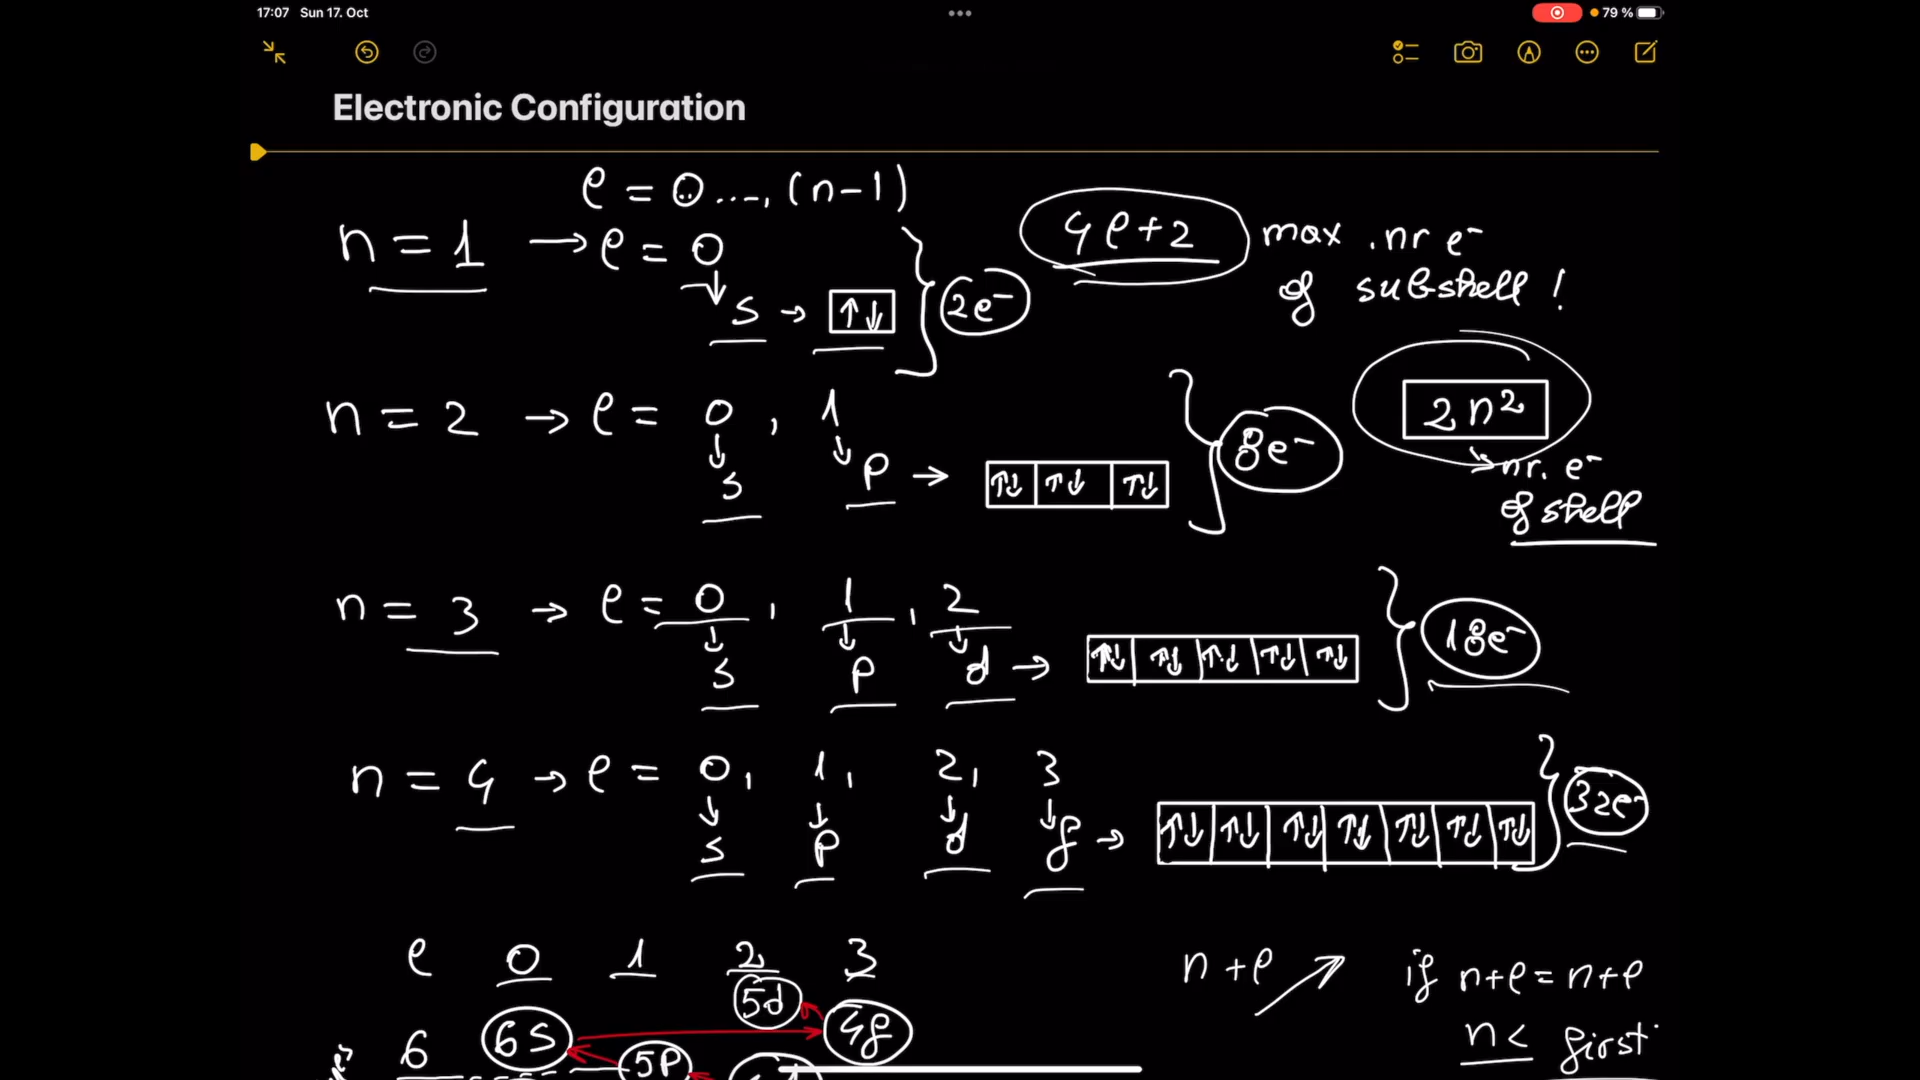 17:07 Sun 17. Oct
79 %
Electronic Configuration
ℓ = 0...., (n-1)
n = 1 → ℓ = 0
4ℓ+2 max. nr e⁻
of subshell !
↓
s → ↑↓ 2e⁻
n = 2 → ℓ = 0, 1
2n²
↓ ↓
s p → ↑↓ ↑↓ ↑↓ 8e⁻
→ nr. e⁻
of shell
n = 3 → ℓ = 0, 1, 2
↓ ↓ ↓
s p d → ↑↓ ↑↓ ↑↓ ↑↓ ↑↓ 18e⁻
n = 4 → ℓ = 0, 1, 2, 3
↓ ↓ ↓ ↓
s p d f → ↑↓ ↑↓ ↑↓ ↑↓ ↑↓ ↑↓ ↑↓ 32e⁻
ℓ 0 1 2 3
n+ℓ ↗ if n+ℓ = n+ℓ
5d
6 6s 4f
n< first
5p